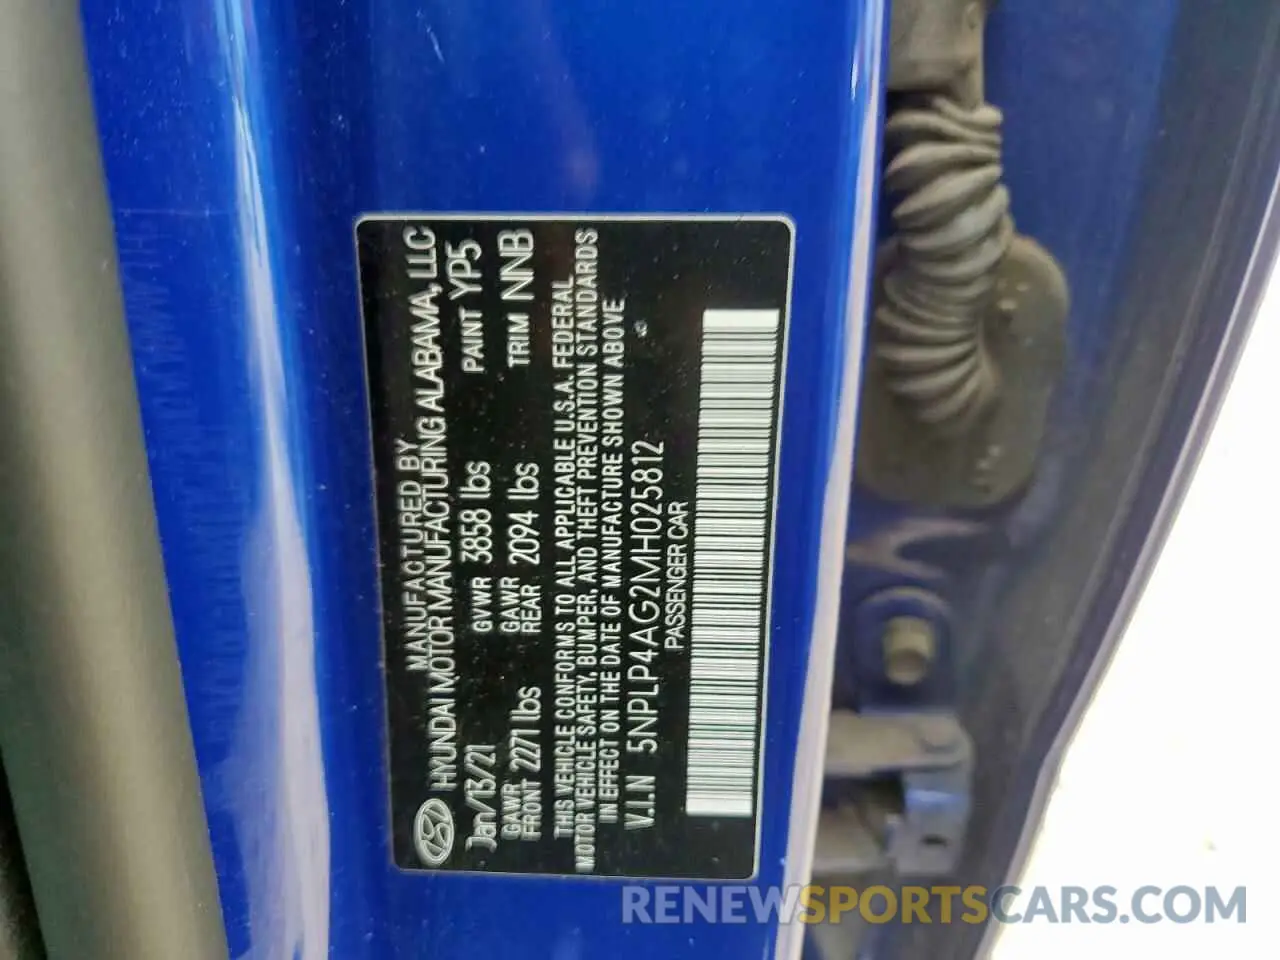 MANUFACTURED BY
HYUNDAI MOTOR MANUFACTURING ALABAMA, LLC
Jan/13/21 GVWR 3858 lbs PAINT YP5
GAWR FRONT 2271 lbs GAWR REAR 2094 lbs TRIM NNB
THIS VEHICLE CONFORMS TO ALL APPLICABLE U.S.A. FEDERAL
MOTOR VEHICLE SAFETY, BUMPER, AND THEFT PREVENTION STANDARDS
IN EFFECT ON THE DATE OF MANUFACTURE SHOWN ABOVE
V.I.N 5NPLP4AG2MH025812
PASSENGER CAR
RENEWSPORTSCARS.COM